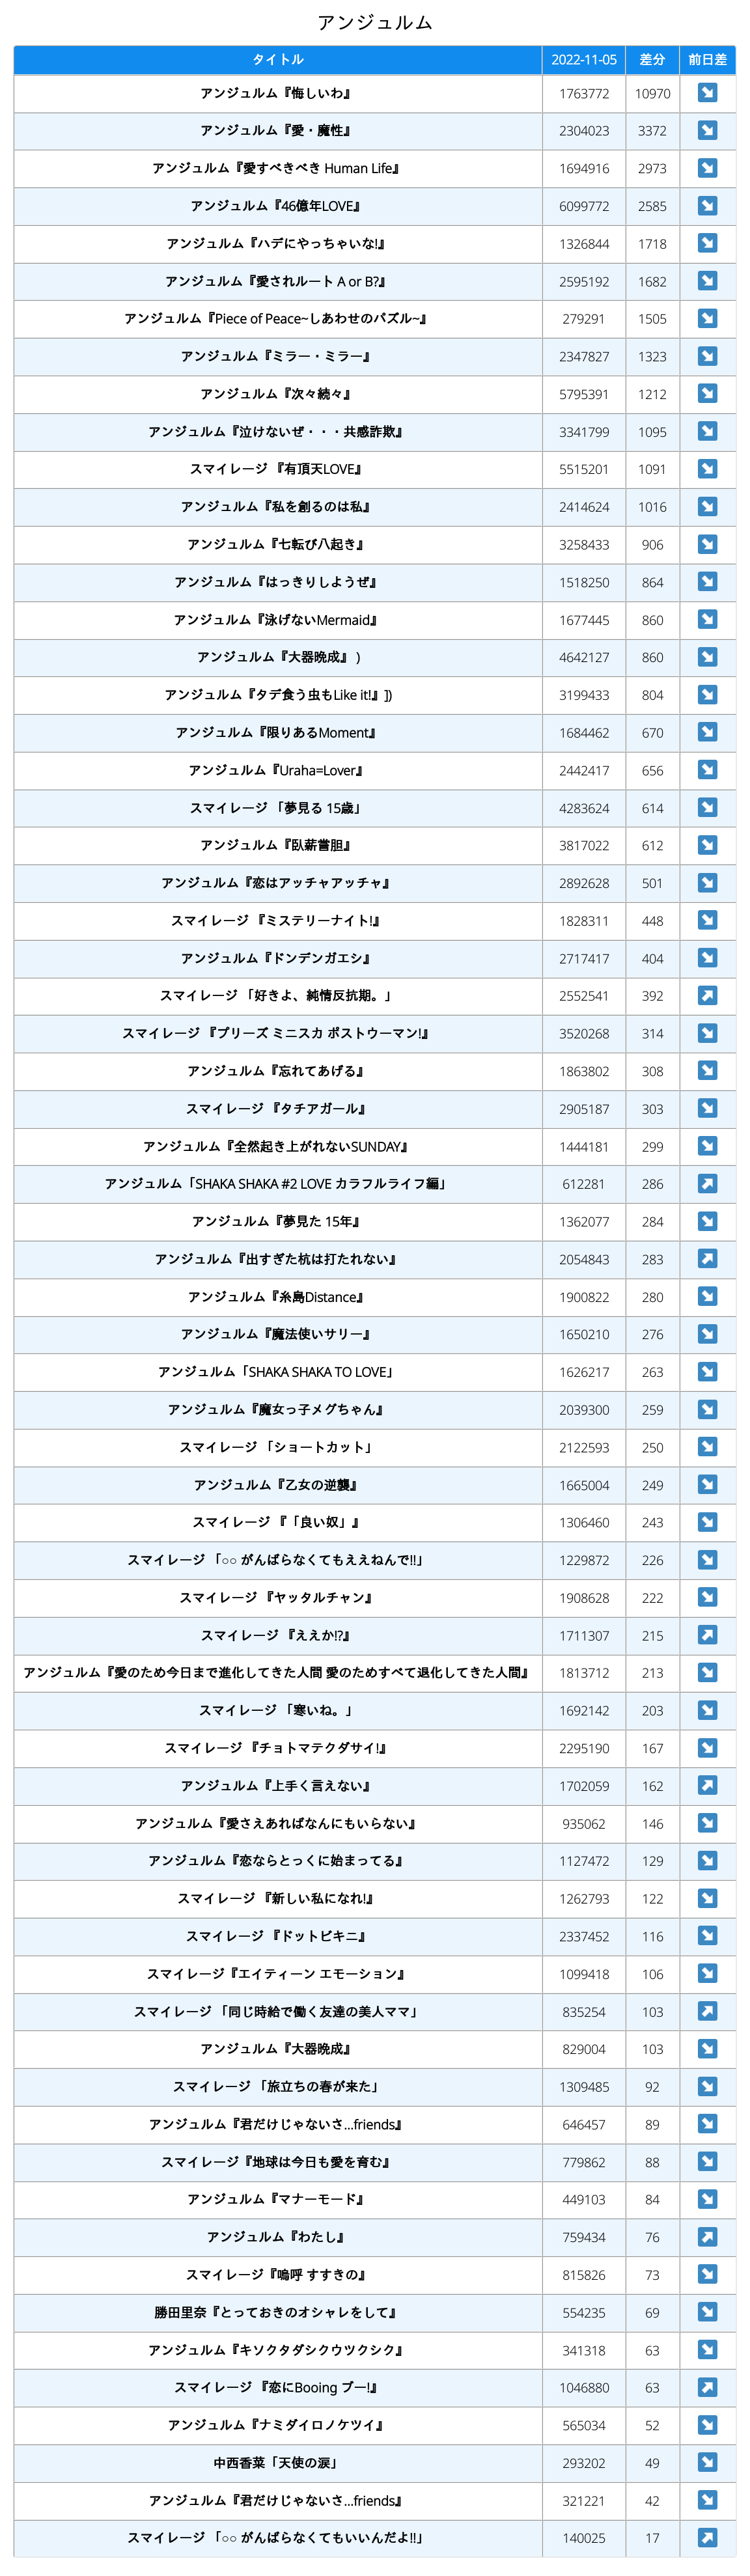 アンジュルム
タイトル 2022-11-05 差分 前日差
アンジュルム『悔しいわ』 1763772 10970 ↘
アンジュルム『愛・魔性』 2304023 3372 ↘
アンジュルム『愛すべきべき Human Life』 1694916 2973 ↘
アンジュルム『46億年LOVE』 6099772 2585 ↘
アンジュルム『ハデにやっちゃいな!』 1326844 1718 ↘
アンジュルム『愛されルート A or B?』 2595192 1682 ↘
アンジュルム『Piece of Peace~しあわせのパズル~』 279291 1505 ↘
アンジュルム『ミラー・ミラー』 2347827 1323 ↘
アンジュルム『次々続々』 5795391 1212 ↘
アンジュルム『泣けないぜ・・・共感詐欺』 3341799 1095 ↘
スマイレージ 『有頂天LOVE』 5515201 1091 ↘
アンジュルム『私を創るのは私』 2414624 1016 ↘
アンジュルム『七転び八起き』 3258433 906 ↘
アンジュルム『はっきりしようぜ』 1518250 864 ↘
アンジュルム『泳げないMermaid』 1677445 860 ↘
アンジュルム『大器晩成』 ) 4642127 860 ↘
アンジュルム『タデ食う虫もLike it!』]) 3199433 804 ↘
アンジュルム『限りあるMoment』 1684462 670 ↘
アンジュルム『Uraha=Lover』 2442417 656 ↘
スマイレージ 「夢見る 15歳」 4283624 614 ↘
アンジュルム『臥薪嘗胆』 3817022 612 ↘
アンジュルム『恋はアッチャアッチャ』 2892628 501 ↘
スマイレージ 『ミステリーナイト!』 1828311 448 ↘
アンジュルム『ドンデンガエシ』 2717417 404 ↘
スマイレージ 「好きよ、純情反抗期。」 2552541 392 ↗
スマイレージ 『プリーズ ミニスカ ポストウーマン!』 3520268 314 ↘
アンジュルム『忘れてあげる』 1863802 308 ↘
スマイレージ 『タチアガール』 2905187 303 ↘
アンジュルム『全然起き上がれないSUNDAY』 1444181 299 ↘
アンジュルム「SHAKA SHAKA #2 LOVE カラフルライフ編」 612281 286 ↗
アンジュルム『夢見た 15年』 1362077 284 ↘
アンジュルム『出すぎた杭は打たれない』 2054843 283 ↗
アンジュルム『糸島Distance』 1900822 280 ↘
アンジュルム『魔法使いサリー』 1650210 276 ↘
アンジュルム「SHAKA SHAKA TO LOVE」 1626217 263 ↘
アンジュルム『魔女っ子メグちゃん』 2039300 259 ↘
スマイレージ 「ショートカット」 2122593 250 ↘
アンジュルム『乙女の逆襲』 1665004 249 ↘
スマイレージ 『「良い奴」』 1306460 243 ↘
スマイレージ 「○○ がんばらなくてもええねんで!!」 1229872 226 ↘
スマイレージ 『ヤッタルチャン』 1908628 222 ↘
スマイレージ 『ええか!?』 1711307 215 ↗
アンジュルム『愛のため今日まで進化してきた人間 愛のためすべて退化してきた人間』 1813712 213 ↘
スマイレージ 「寒いね。」 1692142 203 ↘
スマイレージ 『チョトマテクダサイ!』 2295190 167 ↘
アンジュルム『上手く言えない』 1702059 162 ↗
アンジュルム『愛さえあればなんにもいらない』 935062 146 ↘
アンジュルム『恋ならとっくに始まってる』 1127472 129 ↘
スマイレージ 『新しい私になれ!』 1262793 122 ↘
スマイレージ 『ドットビキニ』 2337452 116 ↘
スマイレージ『エイティーン エモーション』 1099418 106 ↘
スマイレージ 「同じ時給で働く友達の美人ママ」 835254 103 ↗
アンジュルム『大器晩成』 829004 103 ↘
スマイレージ 「旅立ちの春が来た」 1309485 92 ↘
アンジュルム『君だけじゃないさ...friends』 646457 89 ↘
スマイレージ『地球は今日も愛を育む』 779862 88 ↘
アンジュルム『マナーモード』 449103 84 ↘
アンジュルム『わたし』 759434 76 ↗
スマイレージ『嗚呼 すすきの』 815826 73 ↘
勝田里奈『とっておきのオシャレをして』 554235 69 ↘
アンジュルム『キソクタダシクウツクシク』 341318 63 ↘
スマイレージ 『恋にBooing ブー!』 1046880 63 ↗
アンジュルム『ナミダイロノケツイ』 565034 52 ↘
中西香菜「天使の涙」 293202 49 ↘
アンジュルム『君だけじゃないさ...friends』 321221 42 ↘
スマイレージ 「○○ がんばらなくてもいいんだよ!!」 140025 17 ↗